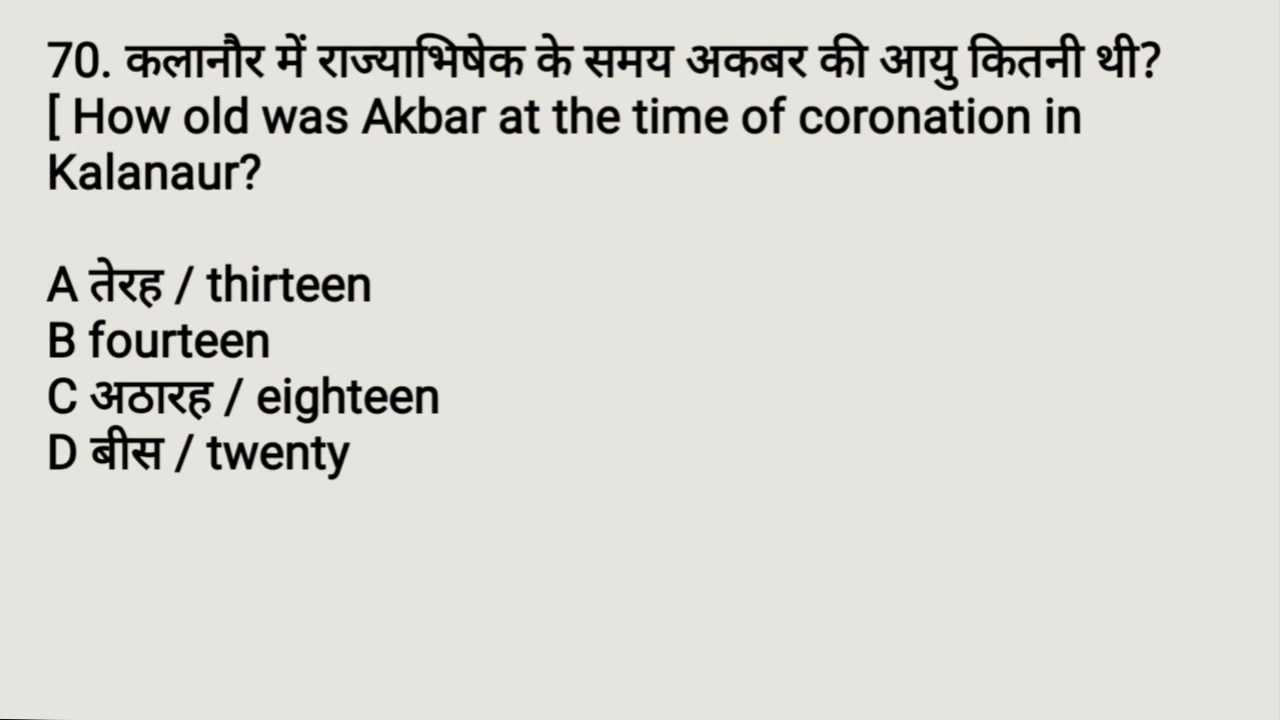 70. कलानौर में राज्याभिषेक के समय अकबर की आयु कितनी थी?
[ How old was Akbar at the time of coronation in
Kalanaur?
A तेरह / thirteen
B fourteen
C अठारह / eighteen
D बीस / twenty